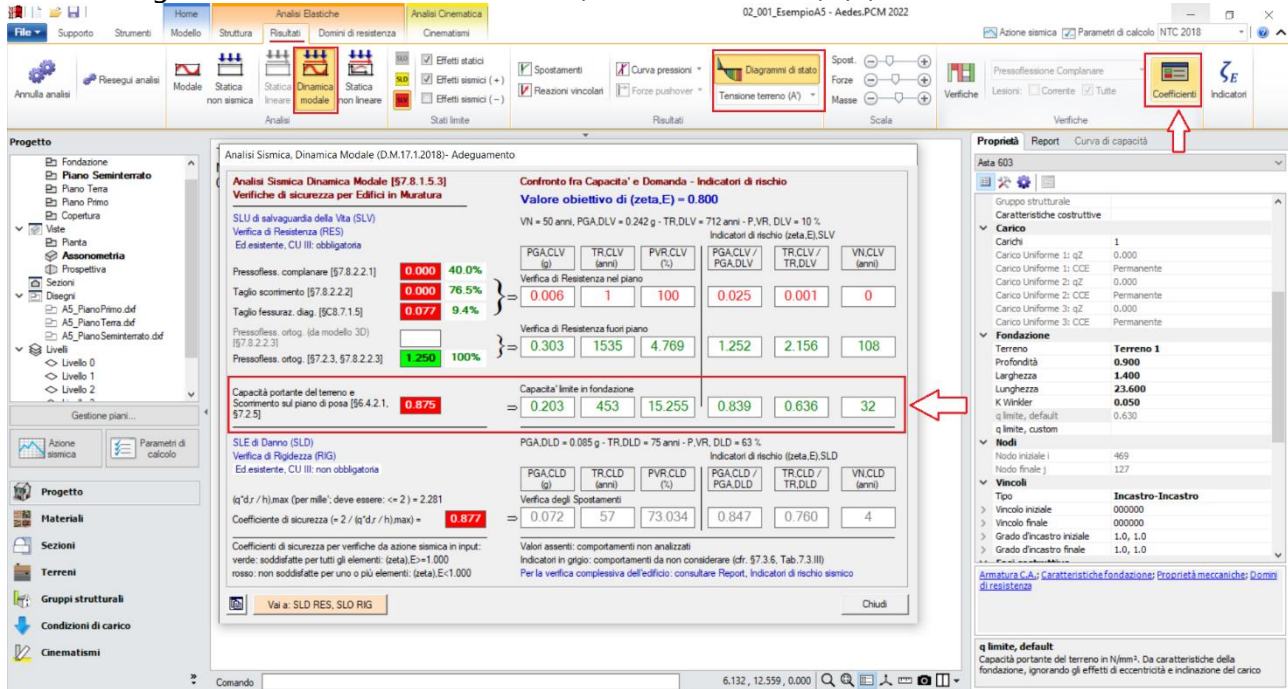 Home
Analisi Elastiche
Analisi Cinematica
02_001_EsempioA5 - Aedes.PCM 2022
File
Supporto
Strumenti
Modello
Struttura
Risultati
Domini di resistenza
Cinematismi
Azione sismica
Parametri di calcolo
NTC 2018
Annulla analisi
Riesegui analisi
Modale
Statica non sismica
Statica lineare
Dinamica modale
Statica non lineare
Analisi
SLD
SLV
Effetti statici
Effetti sismici (+)
Effetti sismici (−)
Stati limite
Spostamenti
Reazioni vincolari
Curva pressioni
Forze pushover
Diagrammi di stato
Tensione terreno (A')
Risultati
Spost.
Forze
Masse
Scala
Verifiche
Pressoflessione Complanare
Lesioni: Corrente Tutte
Coefficienti
ζE
Indicatori
Verifiche
Progetto
Fondazione
Piano Seminterrato
Piano Terra
Piano Primo
Copertura
Viste
Pianta
Assonometria
Prospettiva
Sezioni
Disegni
A5_PianoPrimo.dxf
A5_PianoTerra.dxf
A5_PianoSeminterrato.dxf
Livelli
Livello 0
Livello 1
Livello 2
Gestione piani...
Azione sismica
Parametri di calcolo
Progetto
Materiali
Sezioni
Terreni
Gruppi strutturali
Condizioni di carico
Cinematismi
Analisi Sismica, Dinamica Modale (D.M.17.1.2018)- Adeguamento
Analisi Sismica Dinamica Modale [§7.8.1.5.3]
Verifiche di sicurezza per Edifici in Muratura
SLU di salvaguardia della Vita (SLV)
Verifica di Resistenza (RES)
Ed.esistente, CU III: obbligatoria
Pressofless. complanare [§7.8.2.2.1] 0.000 40.0%
Taglio scorrimento [§7.8.2.2.2] 0.000 76.5%
Taglio fessuraz. diag. [§C8.7.1.5] 0.077 9.4%
Pressofless. ortog. (da modello 3D)
[§7.8.2.2.3]
Pressofless. ortog. [§7.2.3, §7.8.2.2.3] 1.250 100%
Capacità portante del terreno e
Scorrimento sul piano di posa [§6.4.2.1, 0.875
§7.2.5]
SLE di Danno (SLD)
Verifica di Rigidezza (RIG)
Ed.esistente, CU III: non obbligatoria
(q*d,r / h),max (per mille'; deve essere: <= 2 ) = 2.281
Coefficiente di sicurezza (= 2 / (q*d,r / h),max) = 0.877
Coefficienti di sicurezza per verifiche da azione sismica in input:
verde: soddisfatte per tutti gli elementi: (zeta),E>=1.000
rosso: non soddisfatte per uno o più elementi: (zeta),E<1.000
Vai a: SLD RES, SLO RIG
Confronto fra Capacita' e Domanda - Indicatori di rischio
Valore obiettivo di (zeta,E) = 0.800
VN = 50 anni, PGA,DLV = 0.242 g - TR,DLV = 712 anni - P,VR, DLV = 10 %
Indicatori di rischio (zeta,E),SLV
PGA,CLV (g) TR,CLV (anni) PVR,CLV (%) PGA,CLV / PGA,DLV TR,CLV / TR,DLV VN,CLV (anni)
Verifica di Resistenza nel piano
⇒ 0.006 1 100 0.025 0.001 0
Verifica di Resistenza fuori piano
⇒ 0.303 1535 4.769 1.252 2.156 108
Capacita' limite in fondazione
⇒ 0.203 453 15.255 0.839 0.636 32
PGA,DLD = 0.085 g - TR,DLD = 75 anni - P,VR, DLD = 63 %
Indicatori di rischio ((zeta,E),SLD
PGA,CLD (g) TR,CLD (anni) PVR,CLD (%) PGA,CLD / PGA,DLD TR,CLD / TR,DLD VN,CLD (anni)
Verifica degli Spostamenti
⇒ 0.072 57 73.034 0.847 0.760 4
Valori assenti: comportamenti non analizzati
Indicatori in grigio: comportamenti da non considerare (cfr. §7.3.6, Tab.7.3.III)
Per la verifica complessiva dell'edificio: consultare Report, Indicatori di rischio sismico
Chiudi
Comando
6.132 , 12.559 , 0.000
Proprietà
Report
Curva di capacità
Asta 603
Gruppo strutturale
Caratteristiche costruttive
Carico
Carichi 1
Carico Uniforme 1: qZ 0.000
Carico Uniforme 1: CCE Permanente
Carico Uniforme 2: qZ 0.000
Carico Uniforme 2: CCE Permanente
Carico Uniforme 3: qZ 0.000
Carico Uniforme 3: CCE Permanente
Fondazione
Terreno Terreno 1
Profondità 0.900
Larghezza 1.400
Lunghezza 23.600
K Winkler 0.050
q limite, default 0.630
q limite, custom
Nodi
Nodo iniziale i 469
Nodo finale j 127
Vincoli
Tipo Incastro-Incastro
Vincolo iniziale 000000
Vincolo finale 000000
Grado d'incastro iniziale 1.0, 1.0
Grado d'incastro finale 1.0, 1.0
Armatura C.A.; Caratteristiche fondazione; Proprietà meccaniche; Domini
di resistenza
q limite, default
Capacità portante del terreno in N/mm². Da caratteristiche della
fondazione, ignorando gli effetti di eccentricità e inclinazione del carico